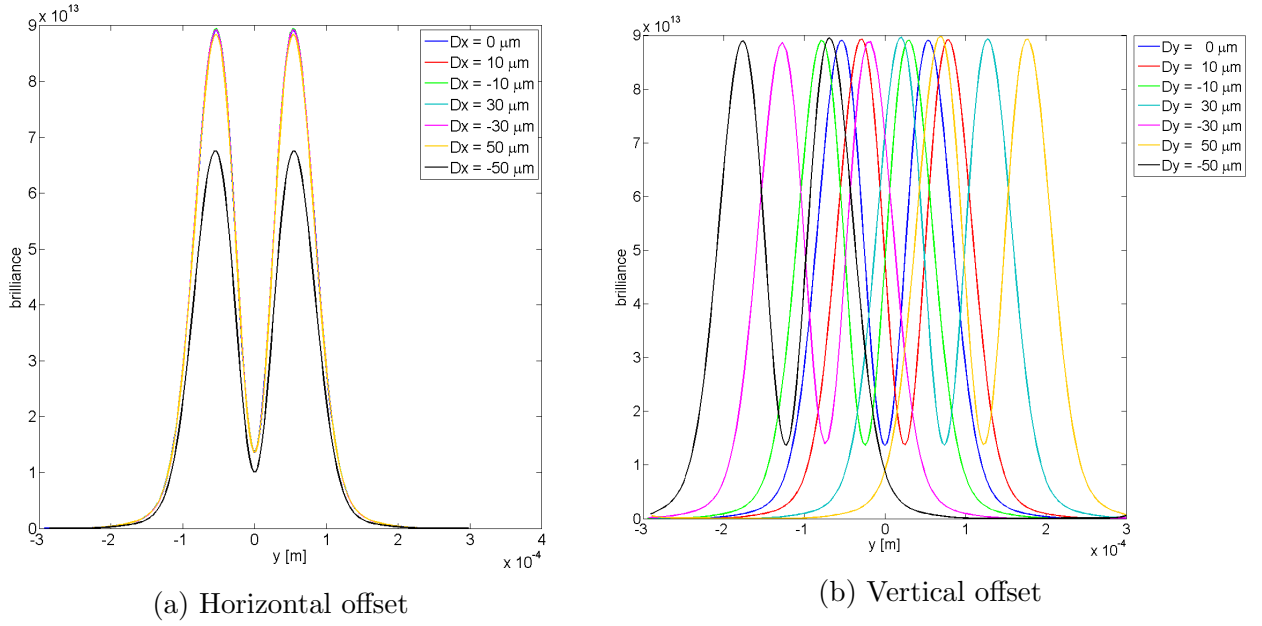 x 10^13
9
8
7
6
5
4
3
2
1
0
brilliance
-3 -2 -1 0 1 2 3 4
y [m]
x 10^-4
Dx = 0 μm
Dx = 10 μm
Dx = -10 μm
Dx = 30 μm
Dx = -30 μm
Dx = 50 μm
Dx = -50 μm
(a) Horizontal offset
x 10^13
9
8
7
6
5
4
3
2
1
0
brilliance
-3 -2 -1 0 1 2 3
y [m]
x 10^-4
Dy = 0 μm
Dy = 10 μm
Dy = -10 μm
Dy = 30 μm
Dy = -30 μm
Dy = 50 μm
Dy = -50 μm
(b) Vertical offset